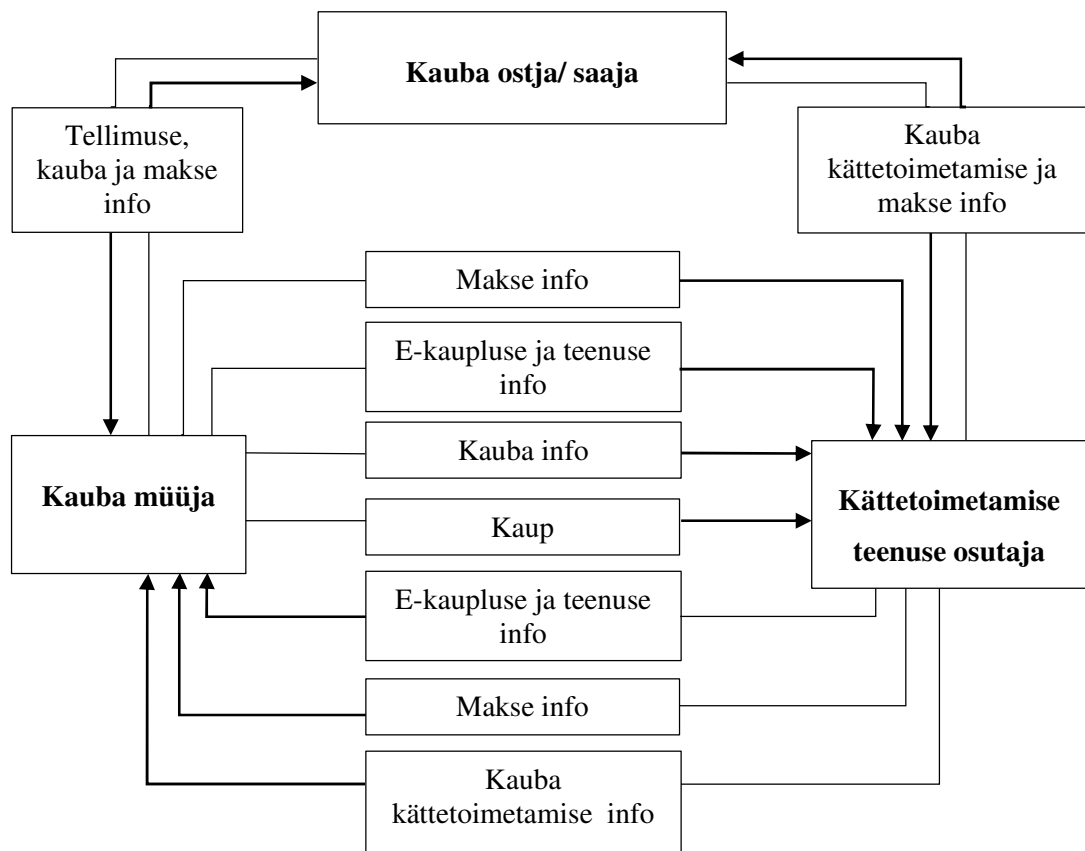 Kauba ostja/ saaja
Tellimuse,
kauba ja makse
info
Kauba
kättetoimetamise ja
makse info
Makse info
E-kaupluse ja teenuse
info
Kauba info
Kauba müüja
Kaup
Kättetoimetamise
teenuse osutaja
E-kaupluse ja teenuse
info
Makse info
Kauba
kättetoimetamise  info